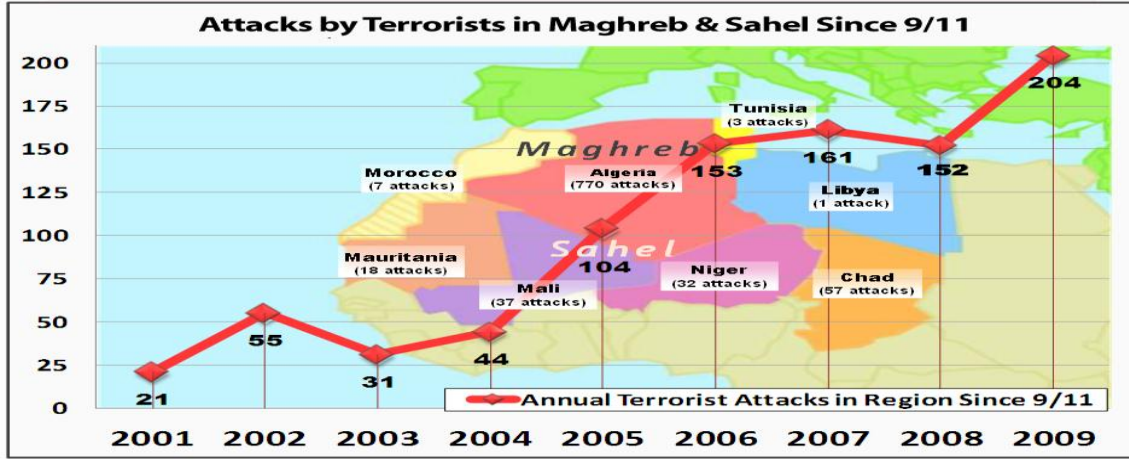 Attacks by Terrorists in Maghreb & Sahel Since 9/11
200
175
150
125
100
75
50
25
0
Tunisia
(3 attacks)
Maghreb
Morocco
(7 attacks)
Algeria
(770 attacks)
Libya
(1 attack)
Sahel
Mauritania
(18 attacks)
Mali
(37 attacks)
Niger
(32 attacks)
Chad
(57 attacks)
21
55
31
44
104
153
161
152
204
Annual Terrorist Attacks in Region Since 9/11
2001 2002 2003 2004 2005 2006 2007 2008 2009